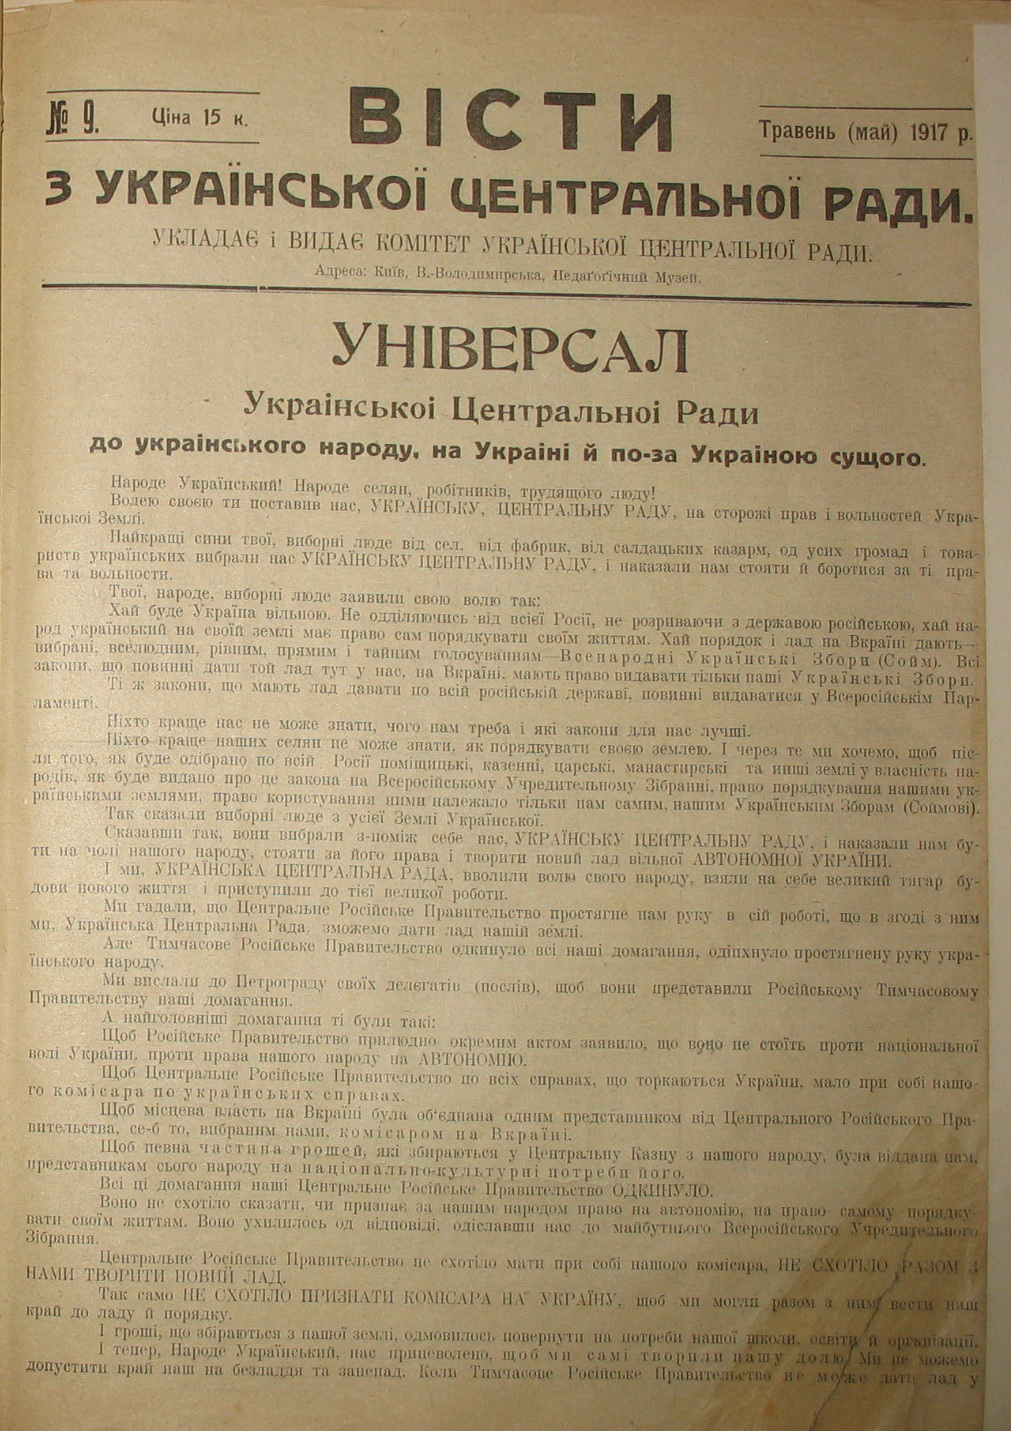 № 9.
Ціна 15 к.
ВІСТИ
Травень (май) 1917 р.
З УКРАЇНСЬКОЇ ЦЕНТРАЛЬНОЇ РАДИ.
УКЛАДАЄ і ВИДАЄ КОМІТЕТ УКРАЇНСЬКОЇ ЦЕНТРАЛЬНОЇ РАДИ.
Адреса: Київ, В.-Володимирська, Педаґоґічний Музей.
УНІВЕРСАЛ
Украінськоі Центральноі Ради
до украінського народу, на Украіні й по-за Украіною сущого.
Народе Український! Народе селян, робітників, трудящого люду!
Волею своєю ти поставив нас, УКРАЇНСЬКУ, ЦЕНТРАЛЬНУ РАДУ, на сторожі прав і вольностей Укра-
їнської Землі.
Найкращі сини твої, виборні люде від сел, від фабрик, від салдацьких казарм, од усих громад і това-
риств українських вибрали нас УКРАЇНСЬКУ ЦЕНТРАЛЬНУ РАДУ, і наказали нам стояти й боротися за ті пра-
ва та вольности.
Твої, народе, виборні люде заявили свою волю так:
Хай буде Україна вільною. Не одділяючись від всієї Росії, не розриваючи з державою російською, хай на-
род український на своїй землі має право сам порядкувати своїм життям. Хай порядок і лад на Вкраїні дають—
вибрані, вселюдним, рівним, прямим і тайним голосуванням—Всенародні Українські Збори (Сойм). Всі
закони, що повинні дати той лад тут у нас, на Вкраїні, мають право видавати тільки наші Українські Збори.
Ті ж закони, що мають лад давати по всій російській державі, повинні видаватися у Всеросійськім Пар-
ламенті.
Ніхто краще нас не може знати, чого нам треба і які закони для нас лучші.
Ніхто краще наших селян не може знати, як порядкувати своєю землею. І через те ми хочемо, щоб піс-
ля того, як буде одібрано по всій Росії поміщицькі, казенні, царські, манастирські та инші землі у власність на-
родів, як буде видано про це закона на Всеросійському Учредительному Зібранні, право порядкування нашими ук-
раїнськими землями, право користування ними належало тільки нам самим, нашим Українським Зборам (Соймові).
Так сказали виборні люде з усієї Землі Української.
Сказавши так, вони вибрали з-поміж себе нас, УКРАЇНСЬКУ ЦЕНТРАЛЬНУ РАДУ, і наказали нам бу-
ти на чолі нашого народу, стояти за його права і творити новий лад вільної АВТОНОМНОЇ УКРАЇНИ.
І ми, УКРАЇНСЬКА ЦЕНТРАЛЬНА РАДА, вволили волю свого народу, взяли на себе великий тягар бу-
дови нового життя і приступили до тієї великої роботи.
Ми гадали, що Центральне Російське Правительство простягне нам руку в сій роботі, що в згоді з ним
ми, Українська Центральна Рада, зможемо дати лад нашій землі.
Але Тимчасове Російське Правительство одкинуло всі наші домагання, одіпхнуло простягнену руку укра-
їнського народу.
Ми вислали до Петрограду своїх делєгатів (послів), щоб вони представили Російському Тимчасовому
Правительству наші домагання.
А найголовніші домагання ті були такі:
Щоб Російське Правительство прилюдно окремим актом заявило, що воно не стоїть проти національної
волі України, проти права нашого народу на АВТОНОМІЮ.
Щоб Центральне Російське Правительство по всіх справах, що торкаються України, мало при собі нашо-
го комісара по українських справах.
Щоб місцева власть на Вкраїні була об'єднана одним представником від Центрального Російського Пра-
вительства, се-б то, вибраним нами, комісаром на Вкраїні.
Щоб певна частина грошей, які збираються у Центральну Казну з нашого народу, була віддана нам,
представникам сього народу на національно-культурні потреби його.
Всі ці домагання наші Центральне Російське Правительство ОДКИНУЛО.
Воно не схотіло сказати, чи признає за нашим народом право на автономію, на право самому порядку-
вати своїм життям. Воно ухилилось од відповіді, одіславши нас до майбутнього Всеросійського Учредительного
Зібрання.
Центральне Російське Правительство не схотіло мати при собі нашого комісара, НЕ СХОТІЛО РАЗОМ З
НАМИ ТВОРИТИ НОВИЙ ЛАД.
Так само НЕ СХОТІЛО ПРИЗНАТИ КОМІСАРА НА УКРАЇНУ, щоб ми могли разом з ним вести наш
край до ладу й порядку.
І гроші, що збіраються з нашої землі, одмовилось повернути на потреби нашої школи, освіти й орґанізації.
І тепер, Народе Український, нас приневолено, щоб ми самі творили нашу долю. Ми не можемо
допустити край наш на безладдя та занепад. Коли Тимчасове Російське Правительство не може дати лад у